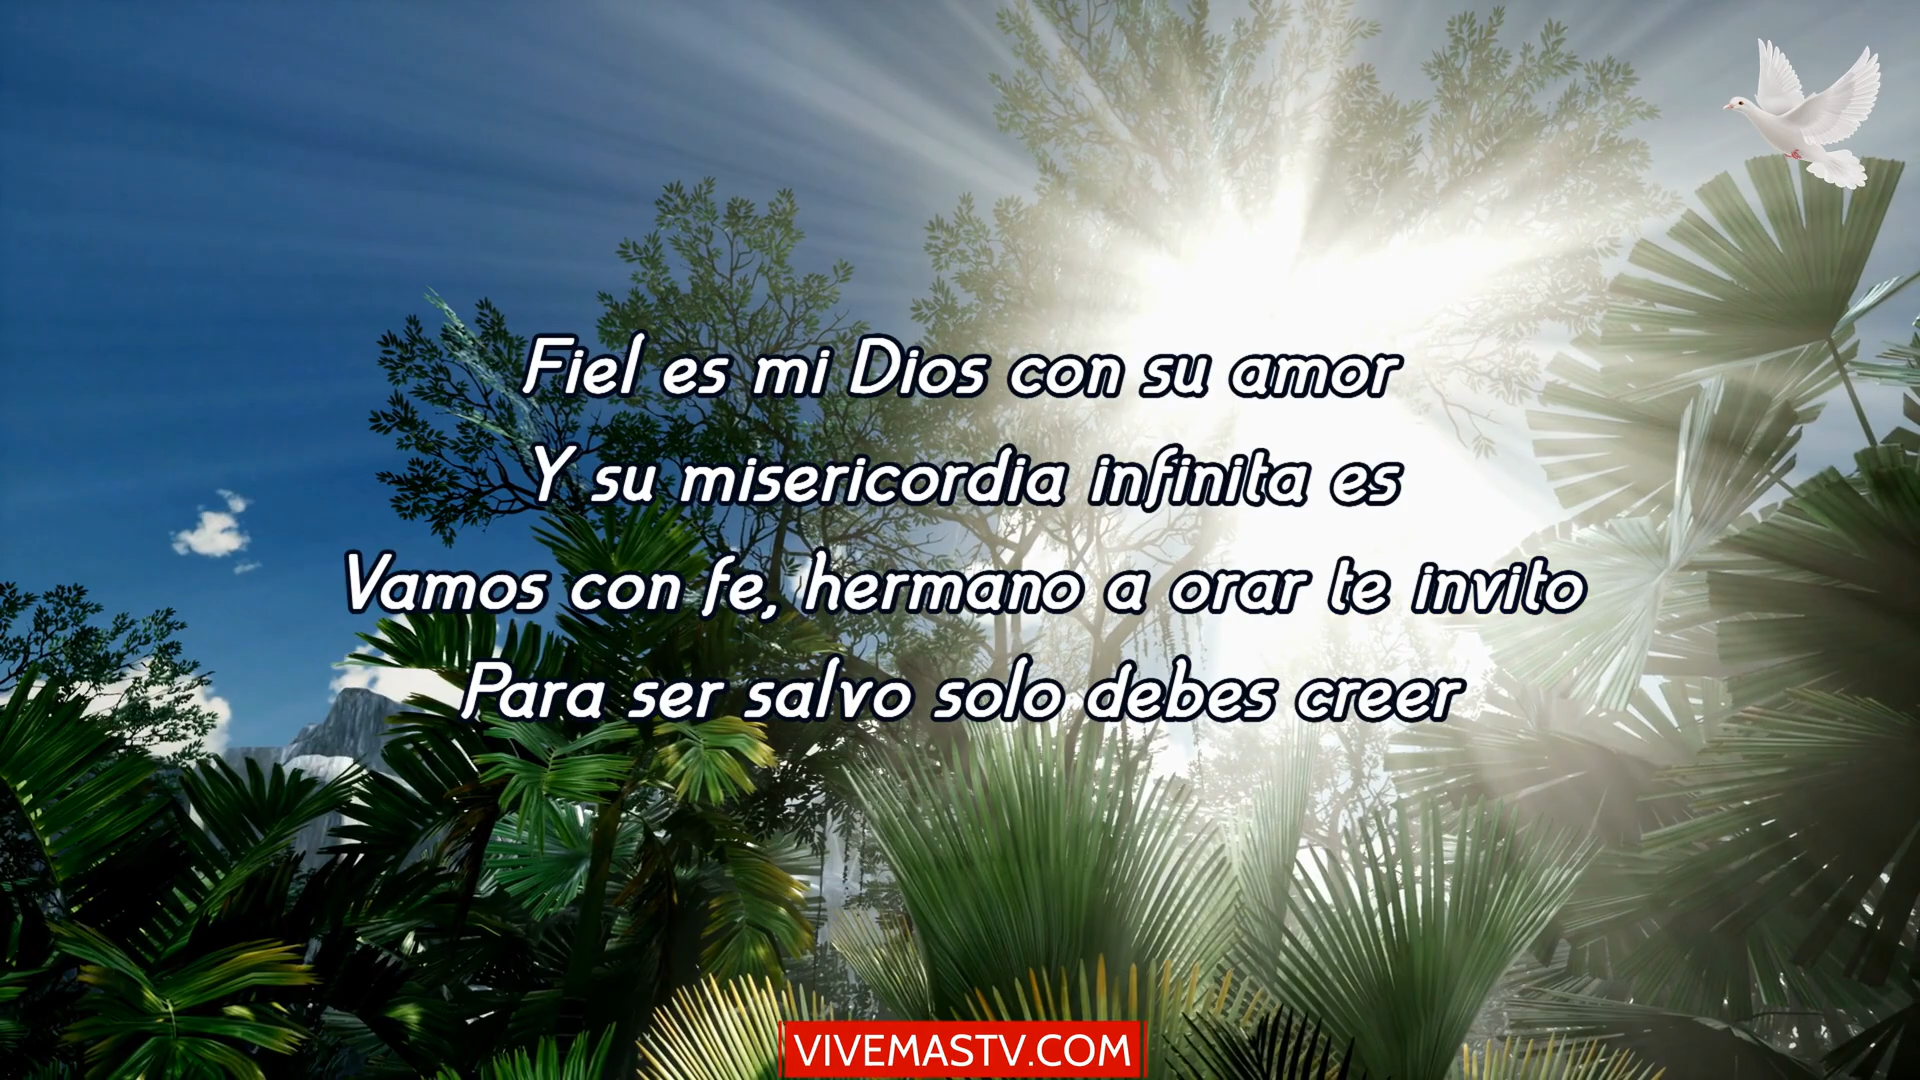 Fiel es mi Dios con su amor
Y su misericordia infinita es
Vamos con fe, hermano a orar te invito
Para ser salvo solo debes creer
VIVEMASTV.COM